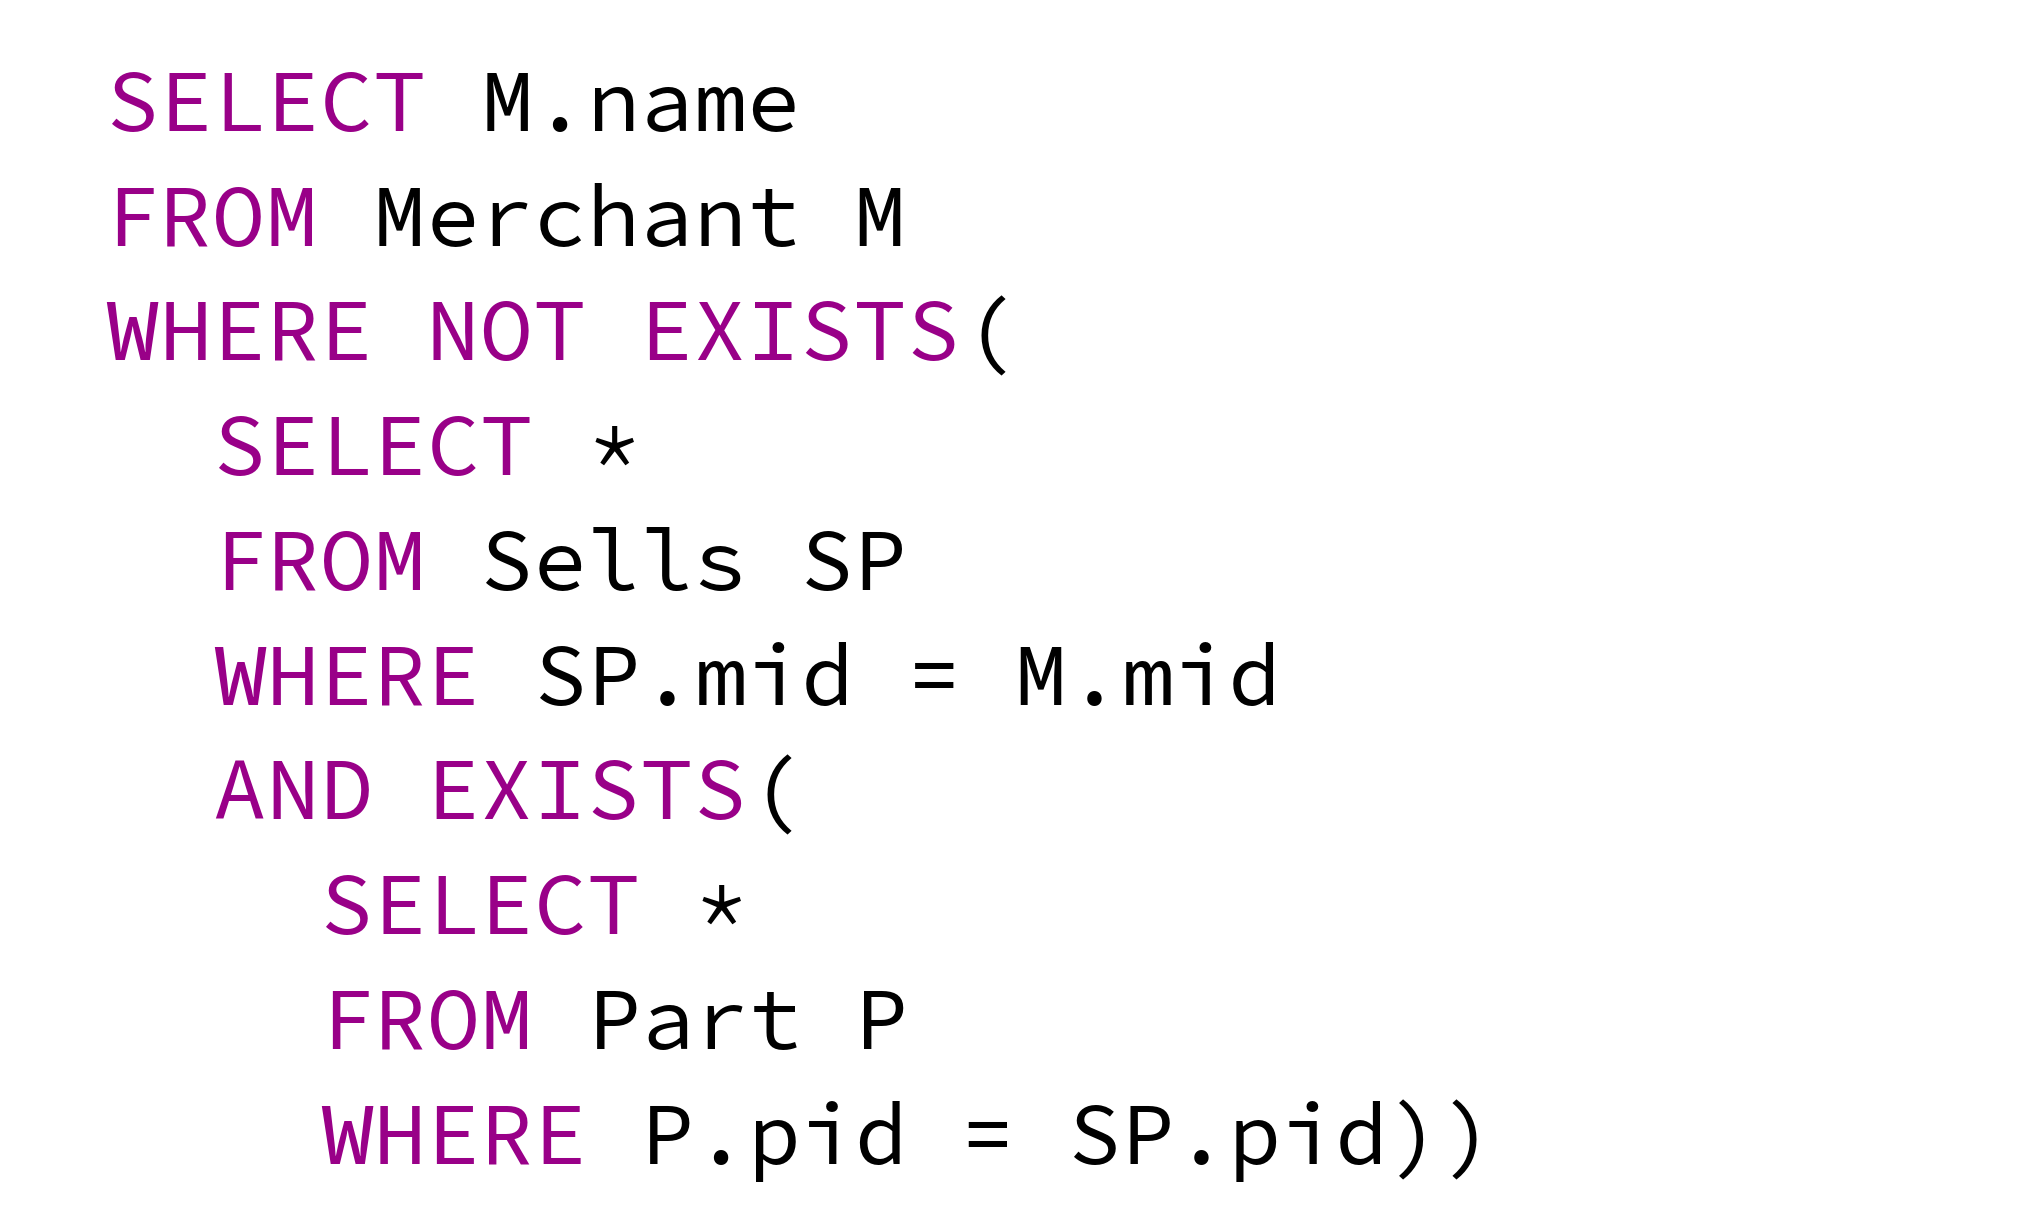 SELECT M.name
FROM Merchant M
WHERE NOT EXISTS(
  SELECT *
  FROM Sells SP
  WHERE SP.mid = M.mid
  AND EXISTS(
    SELECT *
    FROM Part P
    WHERE P.pid = SP.pid))